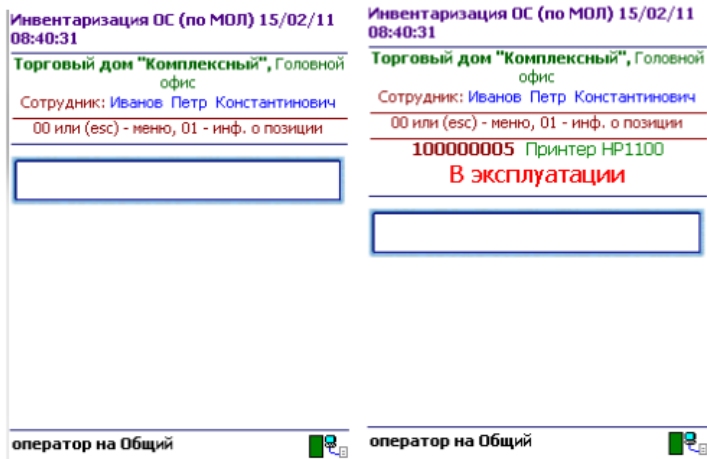 Инвентаризация ОС (по МОЛ) 15/02/11
08:40:31
Торговый дом "Комплексный", Головной
офис
Сотрудник: Иванов Петр Константинович
00 или (esc) - меню, 01 - инф. о позиции
оператор на Общий
Инвентаризация ОС (по МОЛ) 15/02/11
08:40:31
Торговый дом "Комплексный", Головной
офис
Сотрудник: Иванов Петр Константинович
00 или (esc) - меню, 01 - инф. о позиции
100000005 Принтер HP1100
В эксплуатации
оператор на Общий